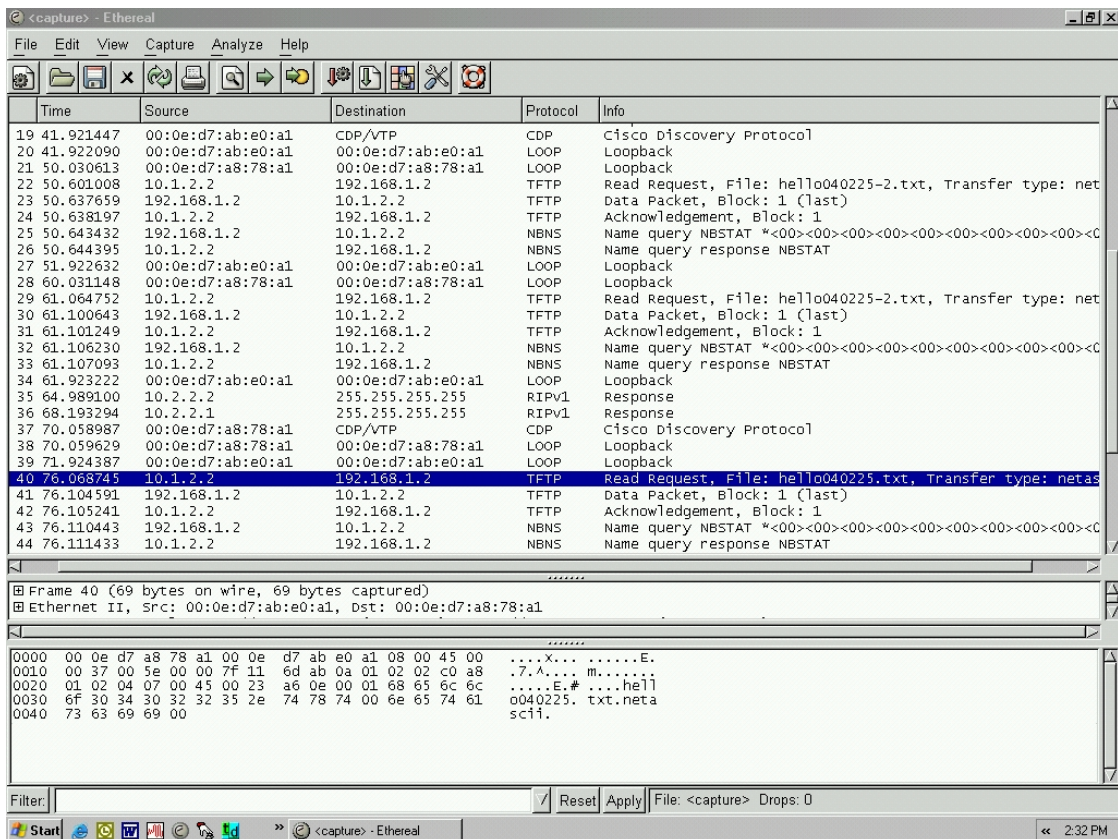 <capture> - Ethereal
File Edit View Capture Analyze Help
Time Source Destination Protocol Info
19 41.921447 00:0e:d7:ab:e0:a1 CDP/VTP CDP Cisco Discovery Protocol
20 41.922090 00:0e:d7:ab:e0:a1 00:0e:d7:ab:e0:a1 LOOP Loopback
21 50.030613 00:0e:d7:a8:78:a1 00:0e:d7:a8:78:a1 LOOP Loopback
22 50.601008 10.1.2.2 192.168.1.2 TFTP Read Request, File: hello040225-2.txt, Transfer type: net
23 50.637659 192.168.1.2 10.1.2.2 TFTP Data Packet, Block: 1 (last)
24 50.638197 10.1.2.2 192.168.1.2 TFTP Acknowledgement, Block: 1
25 50.643432 192.168.1.2 10.1.2.2 NBNS Name query NBSTAT *<00><00><00><00><00><00><00><00><0
26 50.644395 10.1.2.2 192.168.1.2 NBNS Name query response NBSTAT
27 51.922632 00:0e:d7:ab:e0:a1 00:0e:d7:ab:e0:a1 LOOP Loopback
28 60.031148 00:0e:d7:a8:78:a1 00:0e:d7:a8:78:a1 LOOP Loopback
29 61.064752 10.1.2.2 192.168.1.2 TFTP Read Request, File: hello040225-2.txt, Transfer type: net
30 61.100643 192.168.1.2 10.1.2.2 TFTP Data Packet, Block: 1 (last)
31 61.101249 10.1.2.2 192.168.1.2 TFTP Acknowledgement, Block: 1
32 61.106230 192.168.1.2 10.1.2.2 NBNS Name query NBSTAT *<00><00><00><00><00><00><00><00><0
33 61.107093 10.1.2.2 192.168.1.2 NBNS Name query response NBSTAT
34 61.923222 00:0e:d7:ab:e0:a1 00:0e:d7:ab:e0:a1 LOOP Loopback
35 64.989100 10.2.2.2 255.255.255.255 RIPv1 Response
36 68.193294 10.2.2.1 255.255.255.255 RIPv1 Response
37 70.058987 00:0e:d7:a8:78:a1 CDP/VTP CDP Cisco Discovery Protocol
38 70.059629 00:0e:d7:a8:78:a1 00:0e:d7:a8:78:a1 LOOP Loopback
39 71.924387 00:0e:d7:ab:e0:a1 00:0e:d7:ab:e0:a1 LOOP Loopback
40 76.068745 10.1.2.2 192.168.1.2 TFTP Read Request, File: hello040225.txt, Transfer type: netas
41 76.104591 192.168.1.2 10.1.2.2 TFTP Data Packet, Block: 1 (last)
42 76.105241 10.1.2.2 192.168.1.2 TFTP Acknowledgement, Block: 1
43 76.110443 192.168.1.2 10.1.2.2 NBNS Name query NBSTAT *<00><00><00><00><00><00><00><00><0
44 76.111433 10.1.2.2 192.168.1.2 NBNS Name query response NBSTAT
Frame 40 (69 bytes on wire, 69 bytes captured)
Ethernet II, Src: 00:0e:d7:ab:e0:a1, Dst: 00:0e:d7:a8:78:a1
0000 00 0e d7 a8 78 a1 00 0e d7 ab e0 a1 08 00 45 00 ....x... ......E.
0010 00 37 00 5e 00 00 7f 11 6d ab 0a 01 02 02 c0 a8 .7.^.... m.......
0020 01 02 04 07 00 45 00 23 a6 0e 00 01 68 65 6c 6c .....E.# ....hell
0030 6f 30 34 30 32 32 35 2e 74 78 74 00 6e 65 74 61 o040225. txt.neta
0040 73 63 69 69 00 scii.
Filter: Reset Apply File: <capture> Drops: 0
Start td » <capture> - Ethereal « 2:32 PM